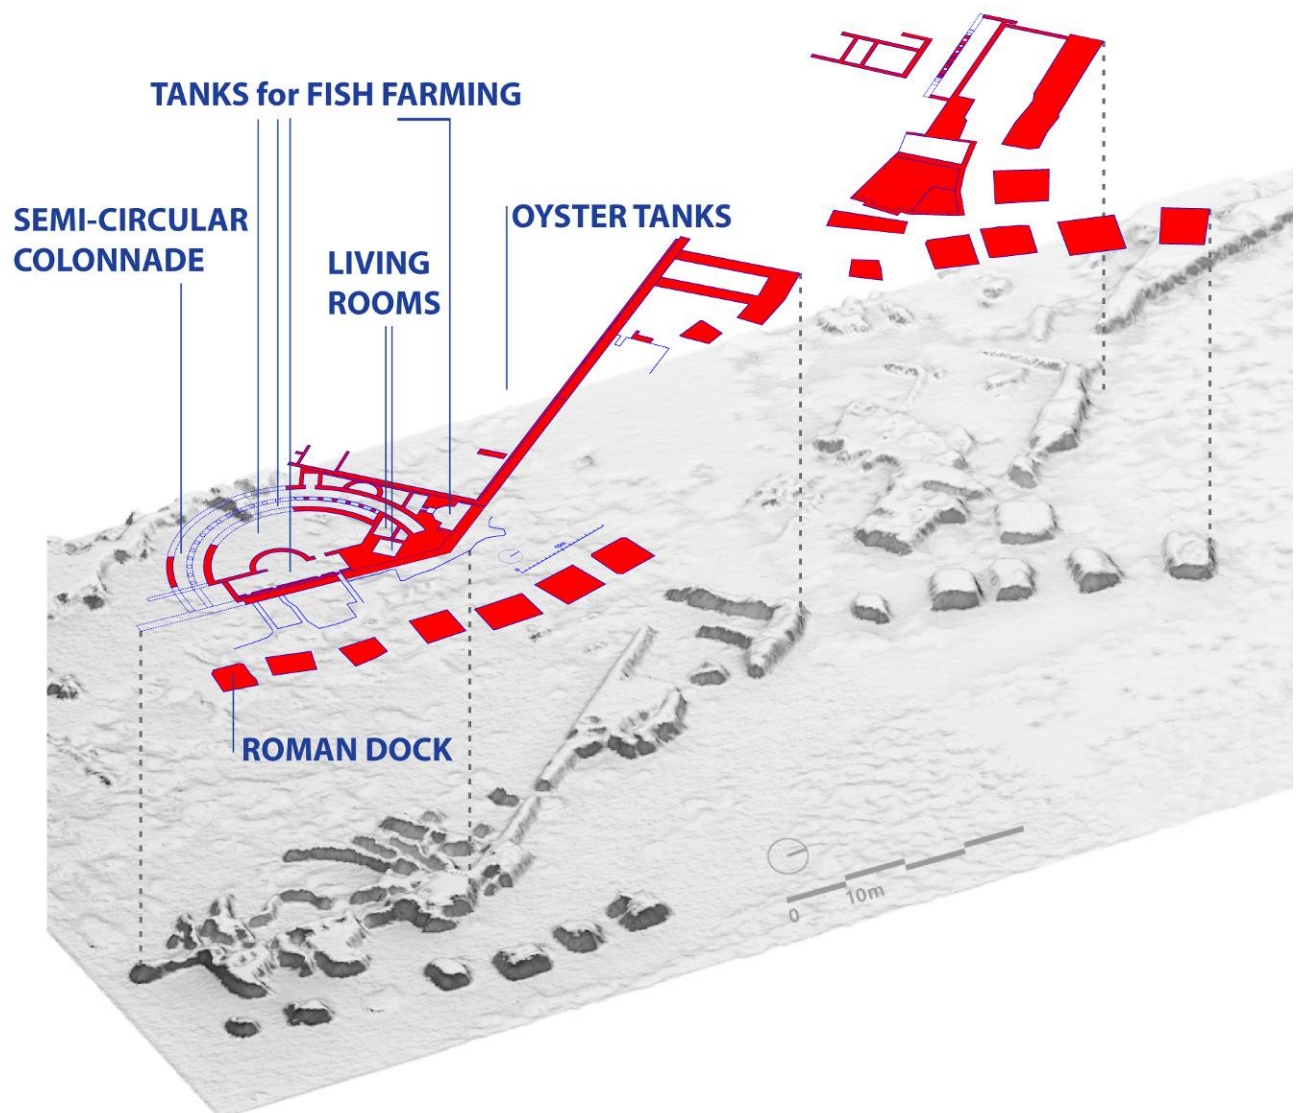 TANKS for FISH FARMING
SEMI-CIRCULAR
COLONNADE
OYSTER TANKS
LIVING
ROOMS
ROMAN DOCK
0
10m